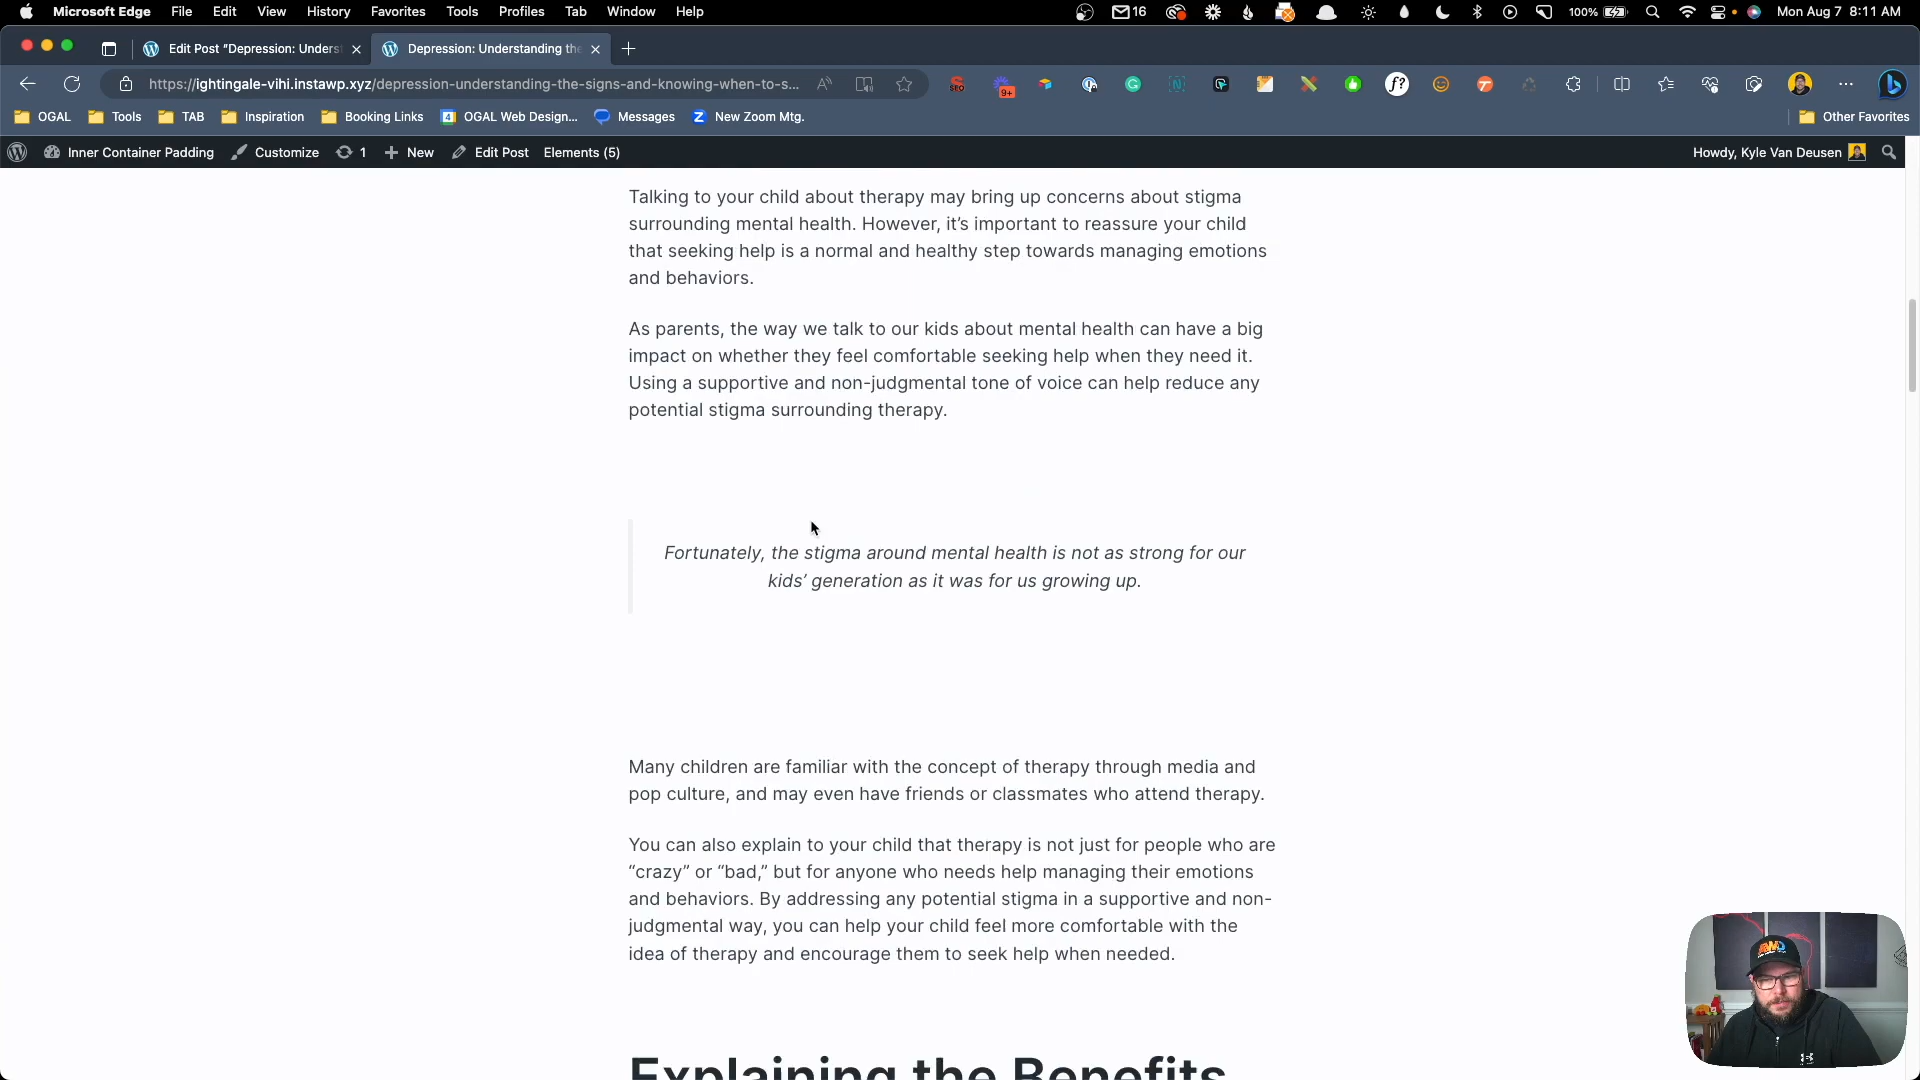 Microsoft Edge File Edit View History Favorites Tools Profiles Tab Window Help 16 100% Mon Aug 7 8:11 AM
Edit Post "Depression: Unders Depression: Understanding the
https://ightingale-vihi.instawp.xyz/depression-understanding-the-signs-and-knowing-when-to-s... SEO 9+ f?
OGAL Tools TAB Inspiration Booking Links 4 OGAL Web Design... Messages Z New Zoom Mtg. Other Favorites
Inner Container Padding Customize 1 New Edit Post Elements (5) Howdy, Kyle Van Deusen
Talking to your child about therapy may bring up concerns about stigma
surrounding mental health. However, it's important to reassure your child
that seeking help is a normal and healthy step towards managing emotions
and behaviors.
As parents, the way we talk to our kids about mental health can have a big
impact on whether they feel comfortable seeking help when they need it.
Using a supportive and non-judgmental tone of voice can help reduce any
potential stigma surrounding therapy.
Fortunately, the stigma around mental health is not as strong for our
kids' generation as it was for us growing up.
Many children are familiar with the concept of therapy through media and
pop culture, and may even have friends or classmates who attend therapy.
You can also explain to your child that therapy is not just for people who are
“crazy” or “bad,” but for anyone who needs help managing their emotions
and behaviors. By addressing any potential stigma in a supportive and non-
judgmental way, you can help your child feel more comfortable with the
idea of therapy and encourage them to seek help when needed.
Explaining the Benefits